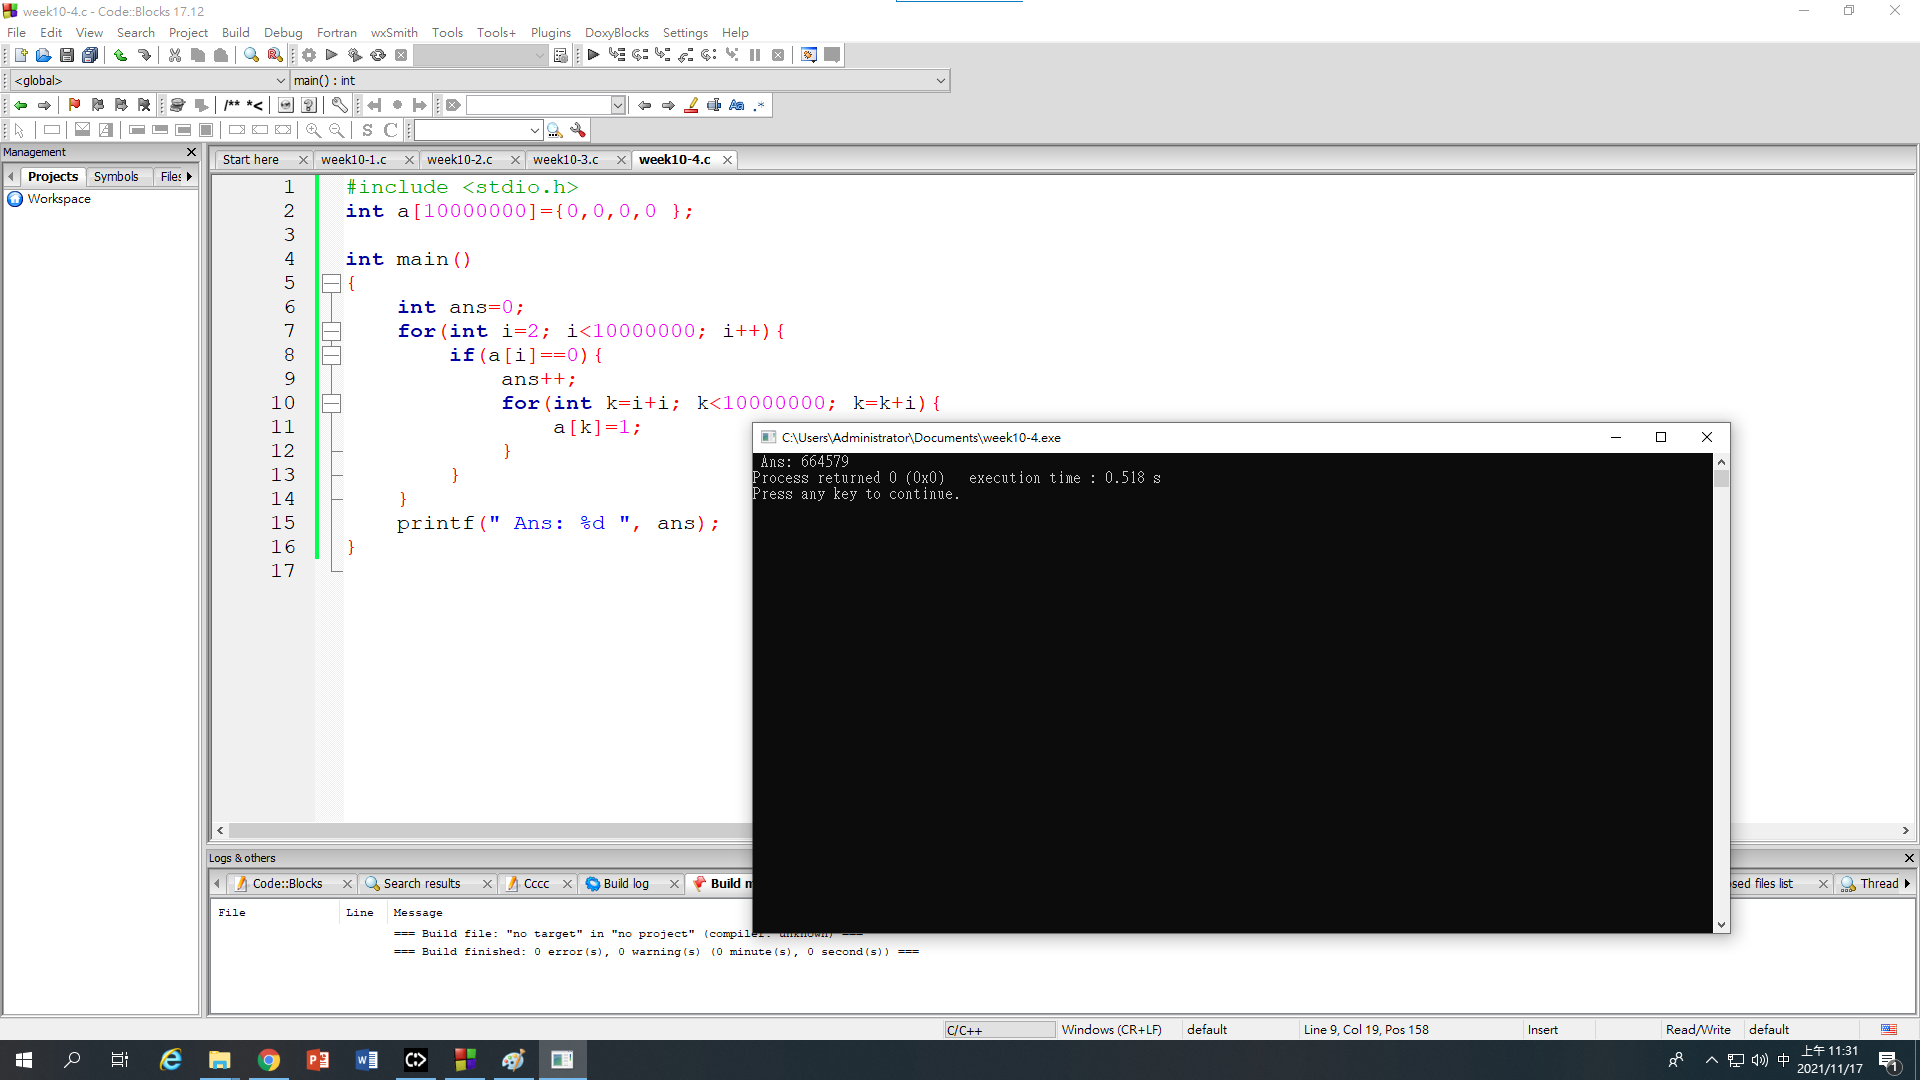 week10-4.c - Code::Blocks 17.12
File Edit View Search Project Build Debug Fortran wxSmith Tools Tools+ Plugins DoxyBlocks Settings Help
<global> main() : int
/** *<
S C
Management
Projects Symbols Files
Workspace
Start here week10-1.c week10-2.c week10-3.c week10-4.c
1 #include <stdio.h>
2 int a[10000000]={0,0,0,0 };
3
4 int main()
5 {
6 int ans=0;
7 for(int i=2; i<10000000; i++){
8 if(a[i]==0){
9 ans++;
10 for(int k=i+i; k<10000000; k=k+i){
11 a[k]=1;
12 }
13 }
14 }
15 printf(" Ans: %d ", ans);
16 }
17
C:\Users\Administrator\Documents\week10-4.exe
Ans: 664579
Process returned 0 (0x0) execution time : 0.518 s
Press any key to continue.
Logs & others
Code::Blocks Search results Cccc Build log Build m sed files list Thread
File Line Message
=== Build file: "no target" in "no project" (compiler: unknown) ===
=== Build finished: 0 error(s), 0 warning(s) (0 minute(s), 0 second(s)) ===
C/C++ Windows (CR+LF) default Line 9, Col 19, Pos 158 Insert Read/Write default
中 上午 11:31
2021/11/17 1